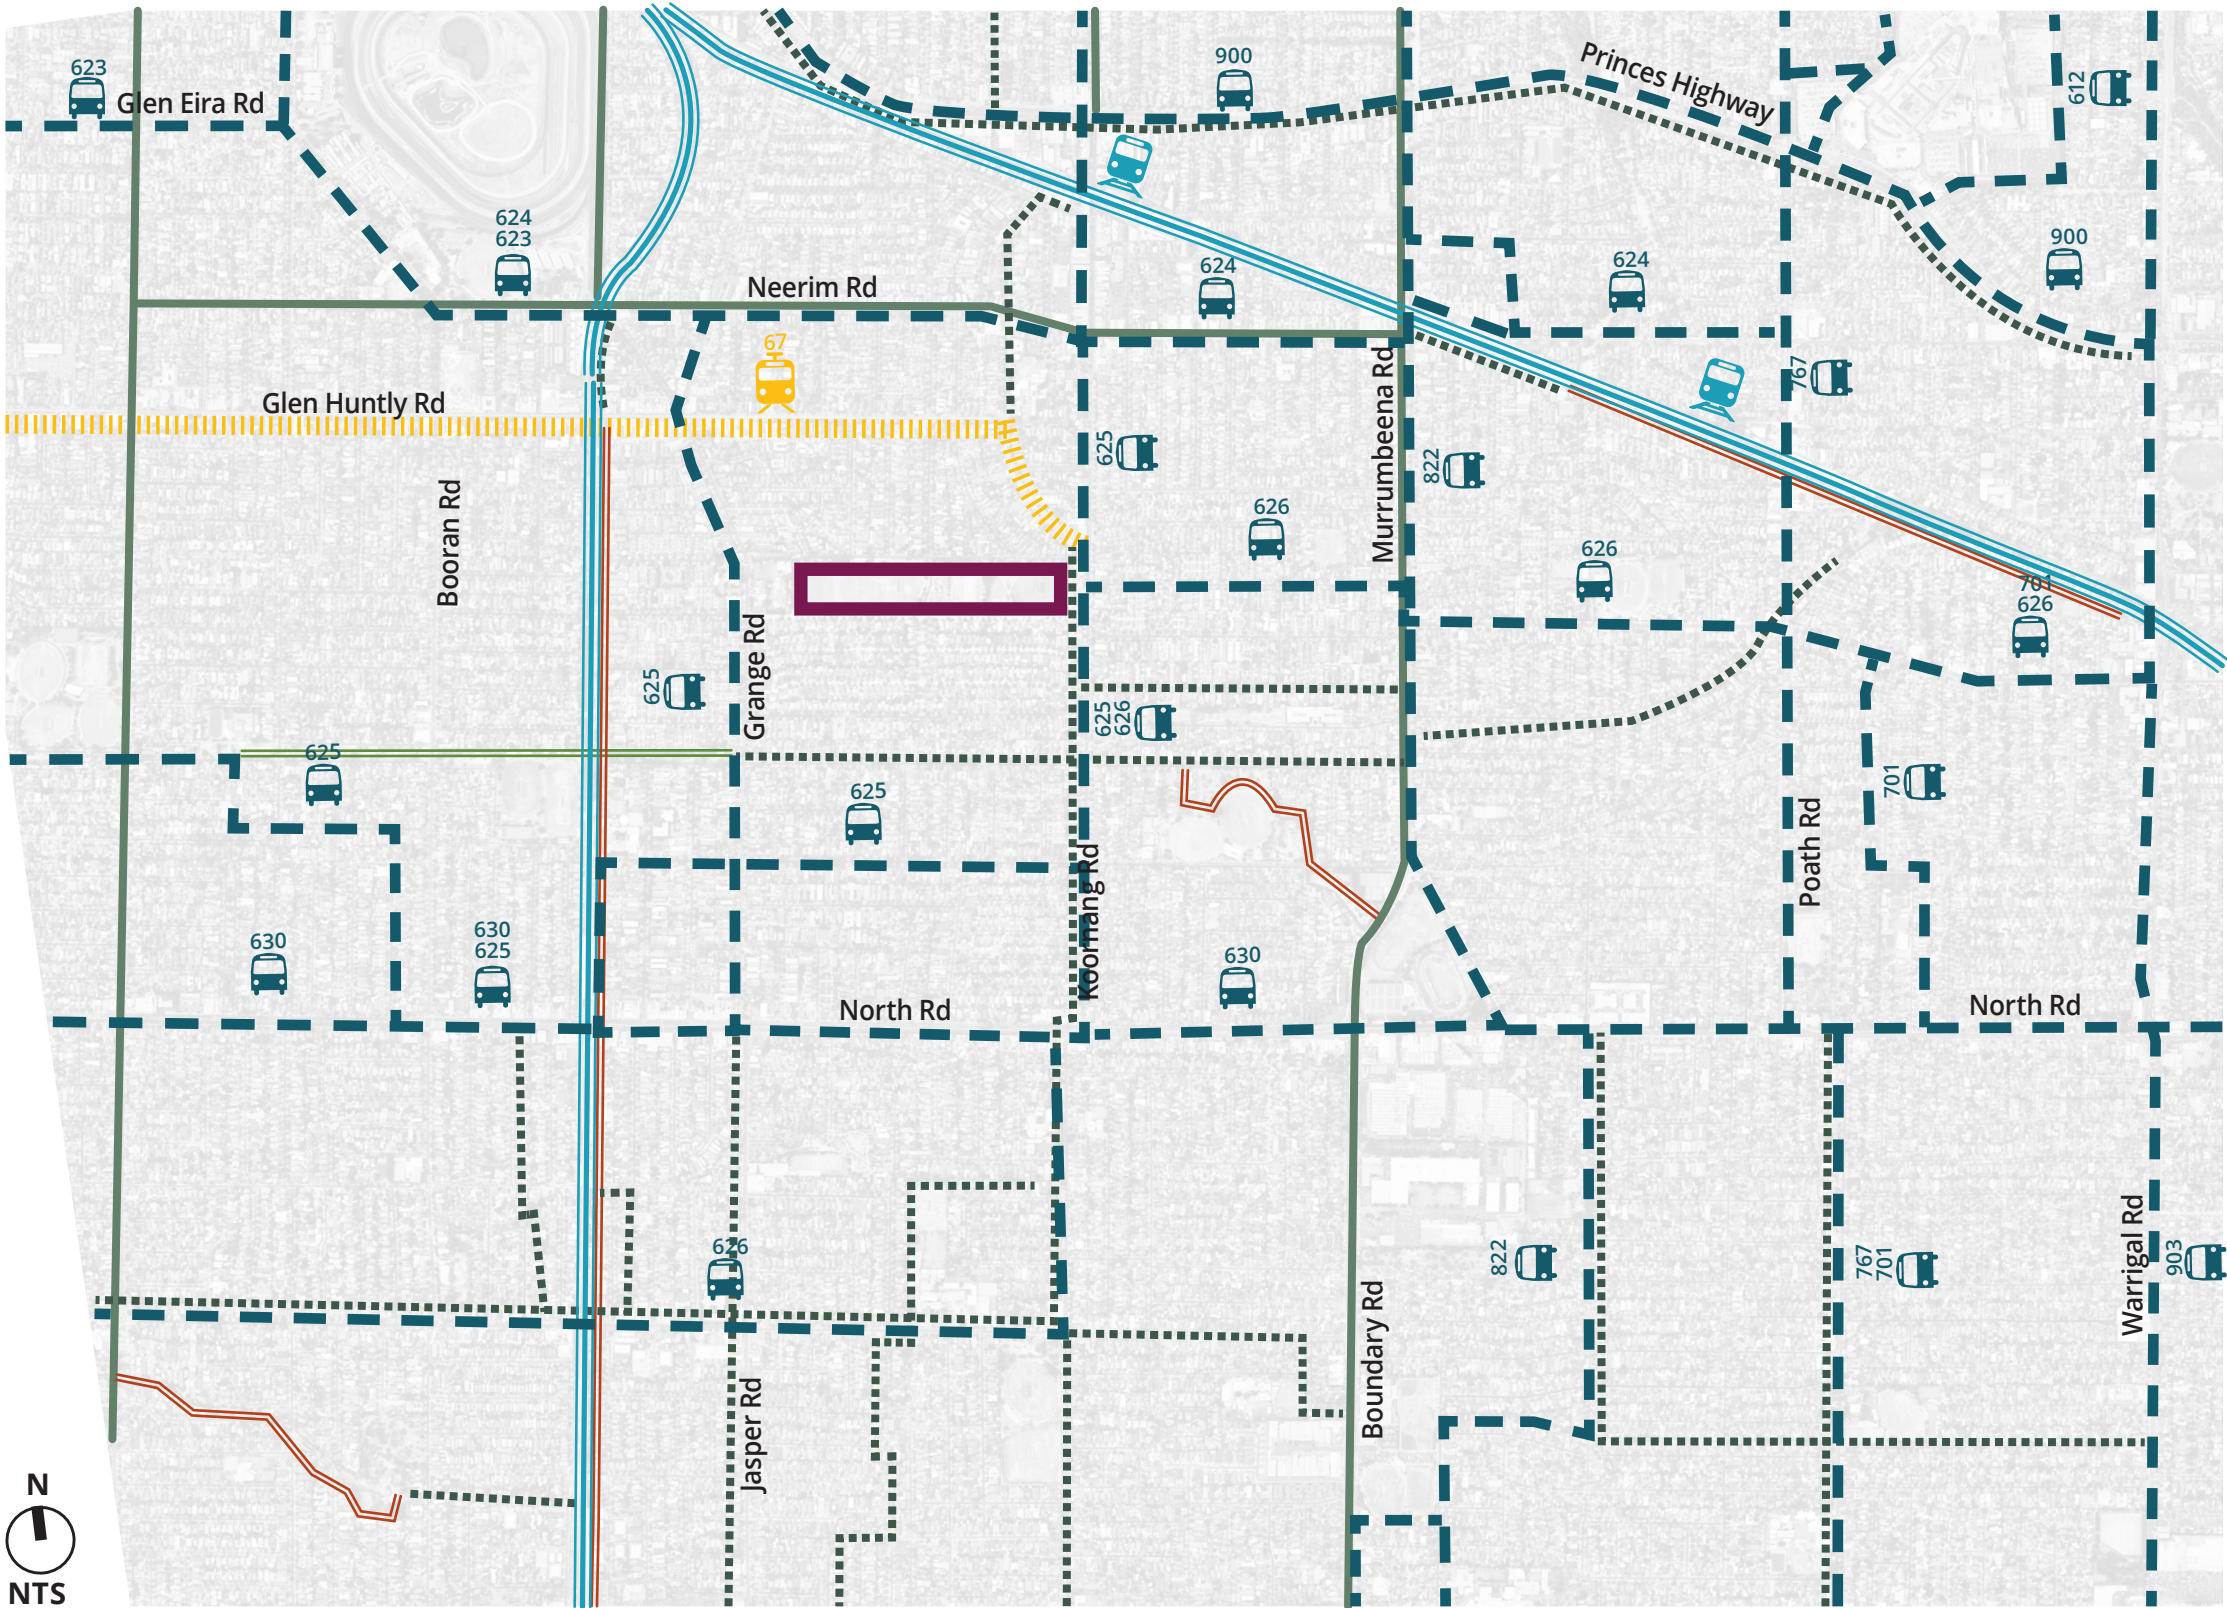 900
Princes Highway
623
Glen Eira Rd
612
624
623
900
624
624
Neerim Rd
67
767
Glen Huntly Rd
Murrumbeena Rd
625
822
Booran Rd
626
626
701
626
Grange Rd
625
625
626
625
701
625
Poath Rd
Koornang Rd
630
630
625
630
North Rd
North Rd
626
822
767
701
Warrigal Rd
903
Boundary Rd
Jasper Rd
N
NTS